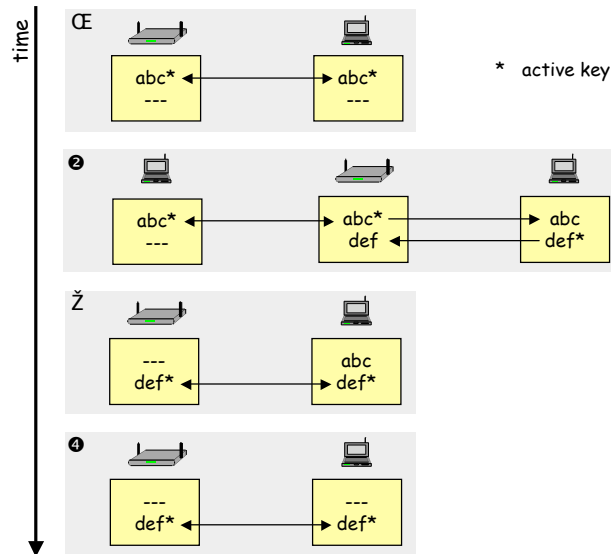 time
Œ
abc* abc*
--- ---
* active key
❷
abc* abc* abc
--- def def*
Ž
--- abc
def* def*
❹
--- ---
def* def*